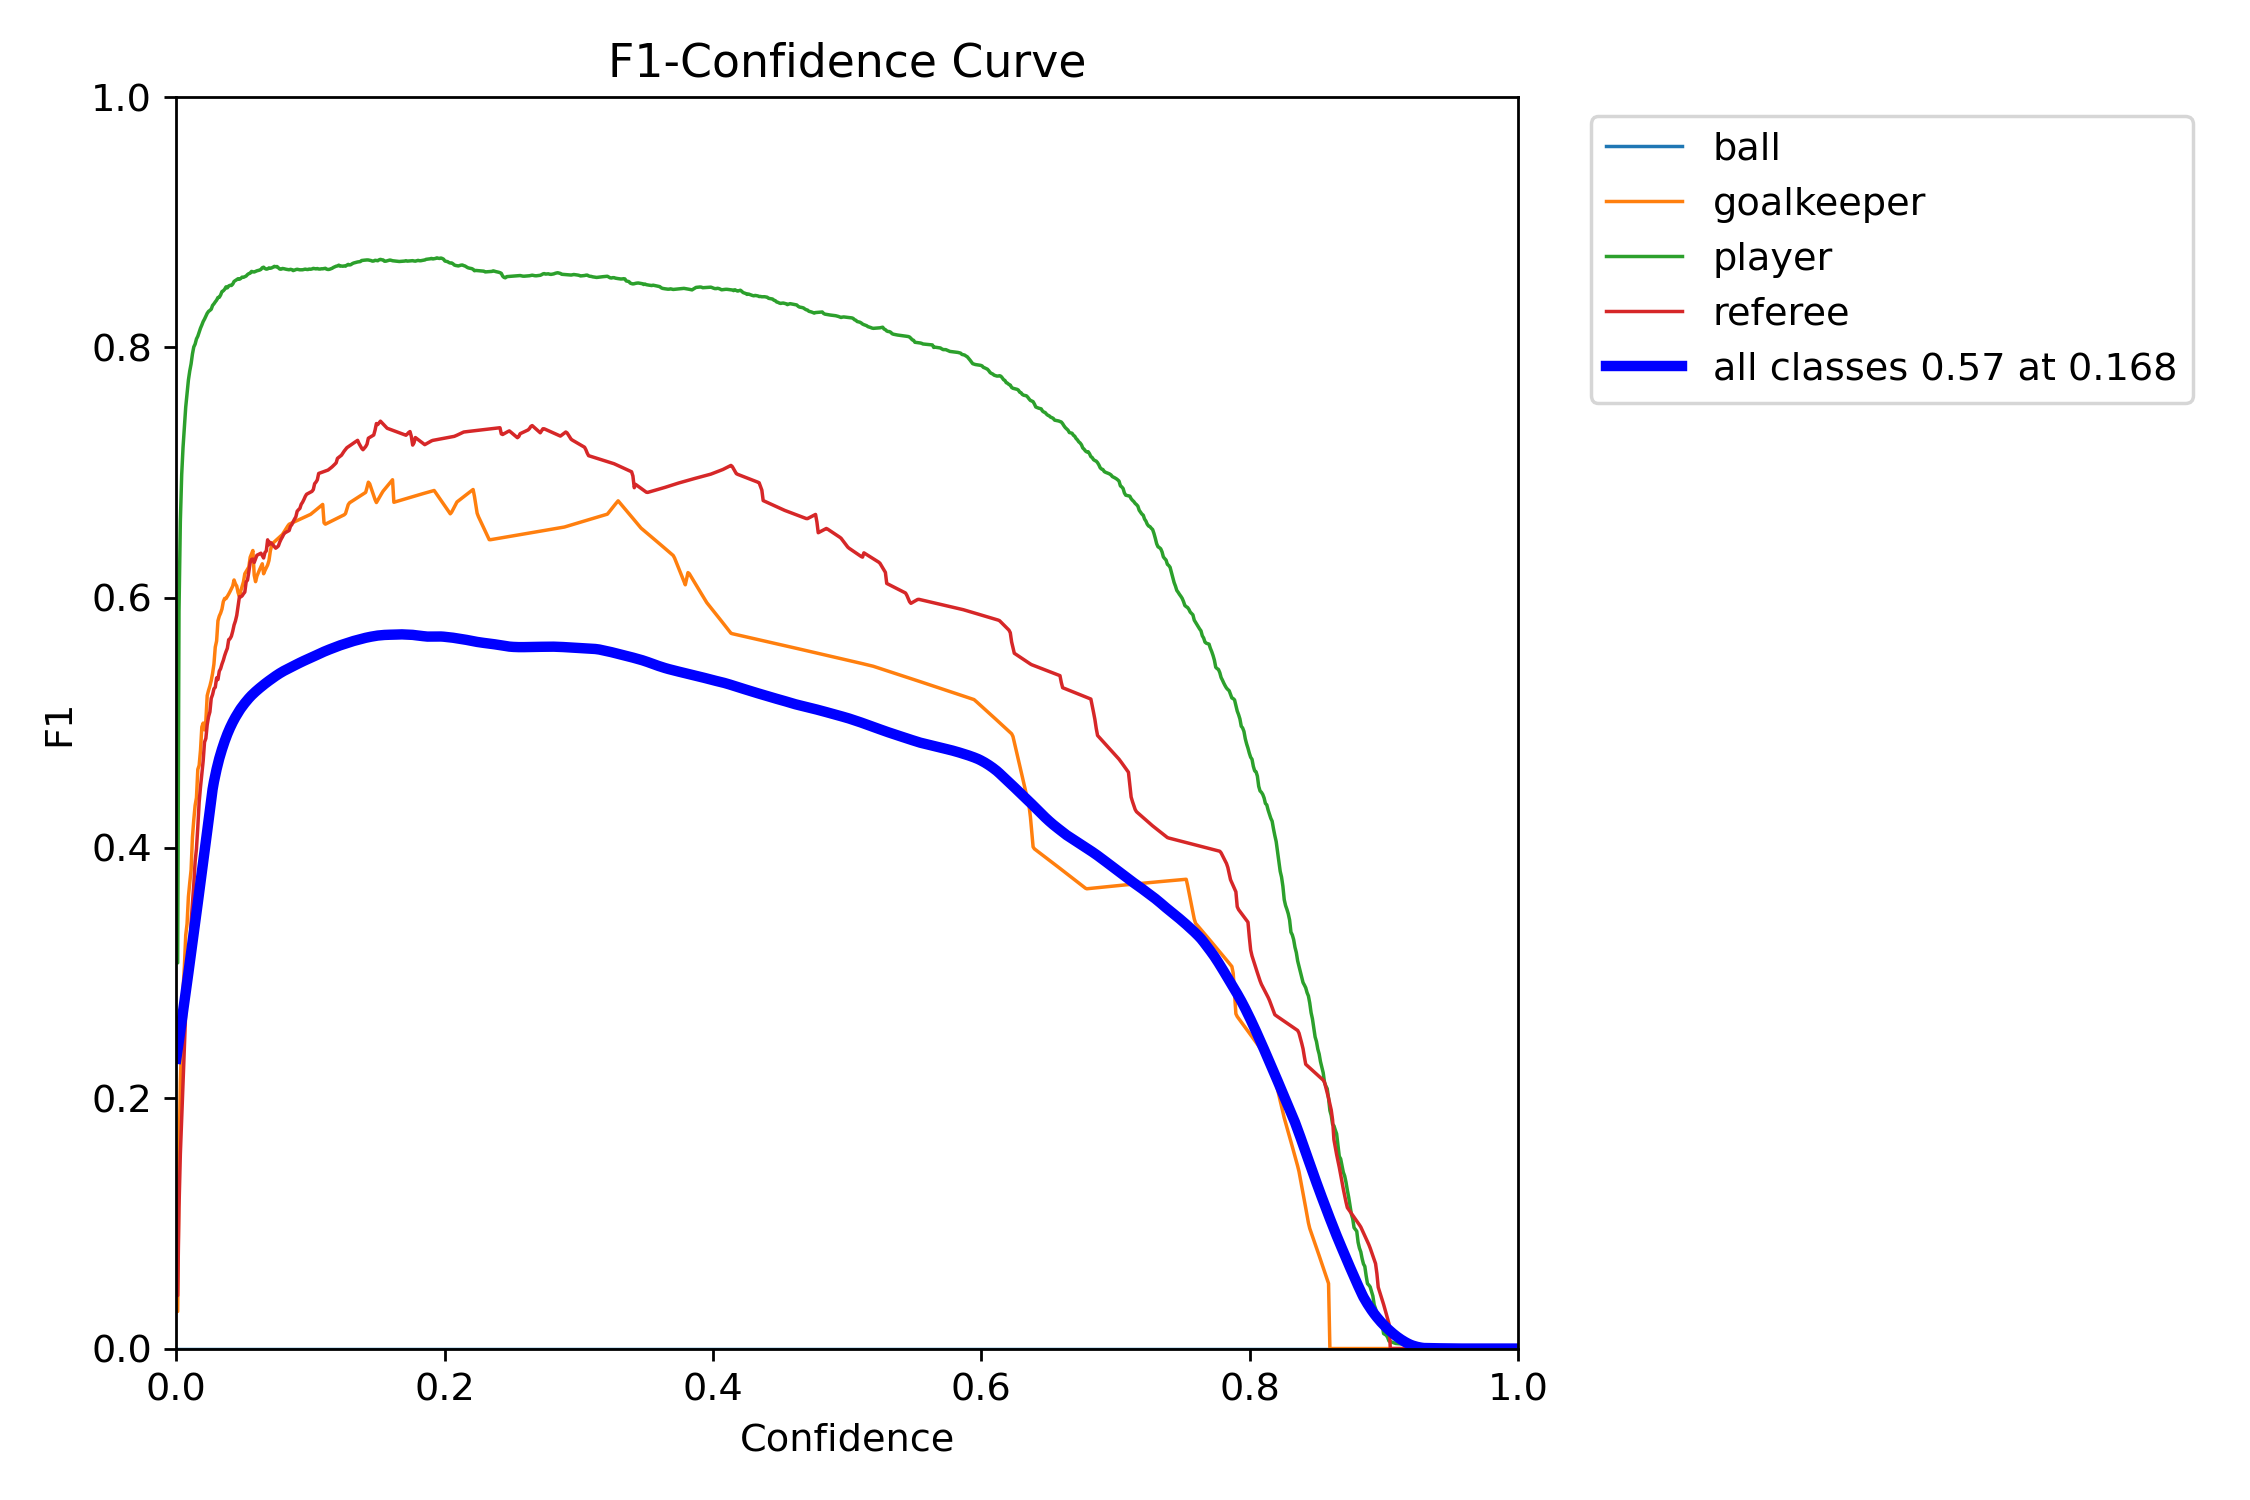 F1-Confidence Curve
1.0
0.8
0.6
0.4
0.2
0.0
F1
0.0 0.2 0.4 0.6 0.8 1.0
Confidence
ball
goalkeeper
player
referee
all classes 0.57 at 0.168